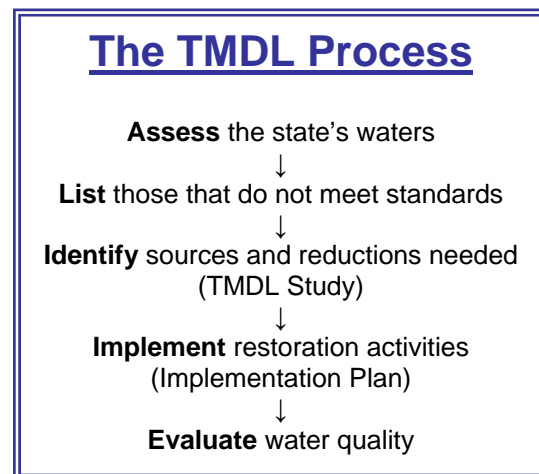 The TMDL Process
Assess the state's waters
↓
List those that do not meet standards
↓
Identify sources and reductions needed
(TMDL Study)
↓
Implement restoration activities
(Implementation Plan)
↓
Evaluate water quality